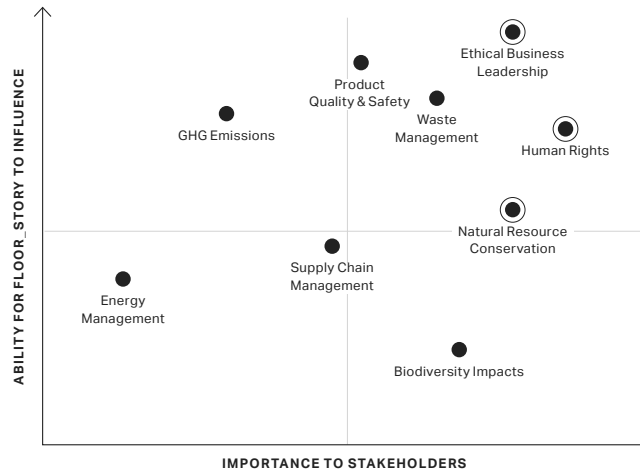 ABILITY FOR FLOOR_STORY TO INFLUENCE
Ethical Business
Leadership
Product
Quality & Safety
Waste
Management
GHG Emissions
Human Rights
Natural Resource
Conservation
Supply Chain
Management
Energy
Management
Biodiversity Impacts
IMPORTANCE TO STAKEHOLDERS